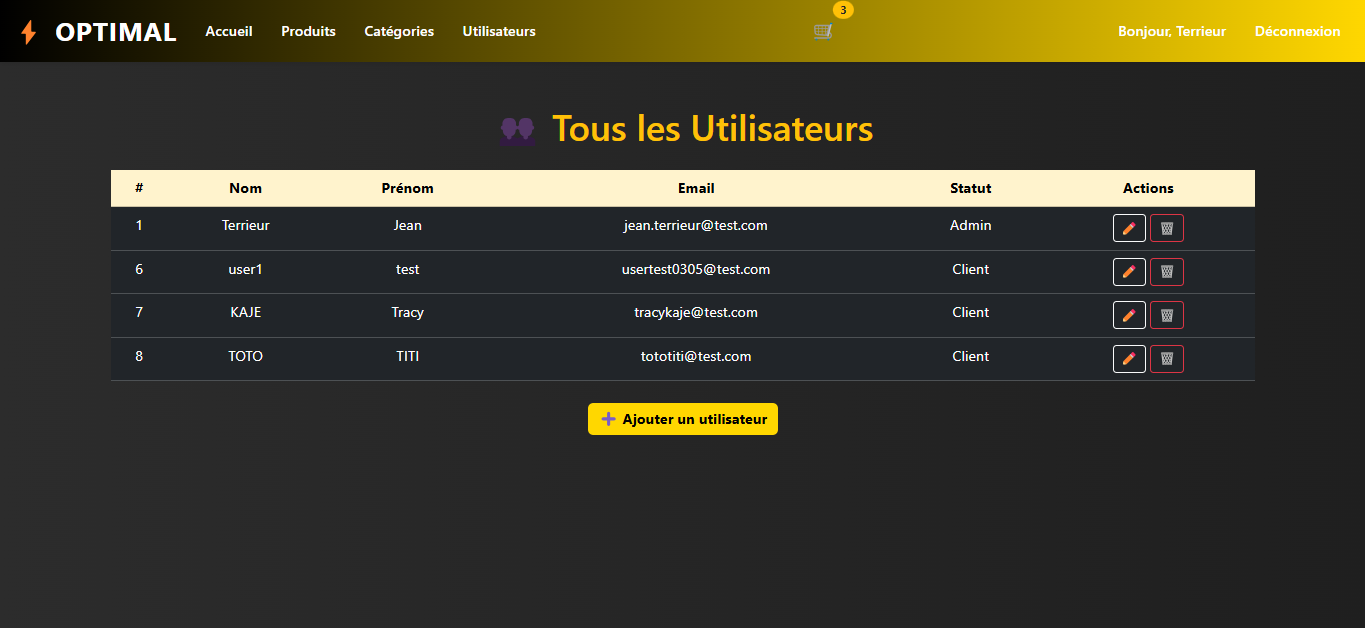 3
OPTIMAL Accueil Produits Catégories Utilisateurs Bonjour, Terrieur Déconnexion
Tous les Utilisateurs
# Nom Prénom Email Statut Actions
1 Terrieur Jean jean.terrieur@test.com Admin
6 user1 test usertest0305@test.com Client
7 KAJE Tracy tracykaje@test.com Client
8 TOTO TITI tototiti@test.com Client
Ajouter un utilisateur